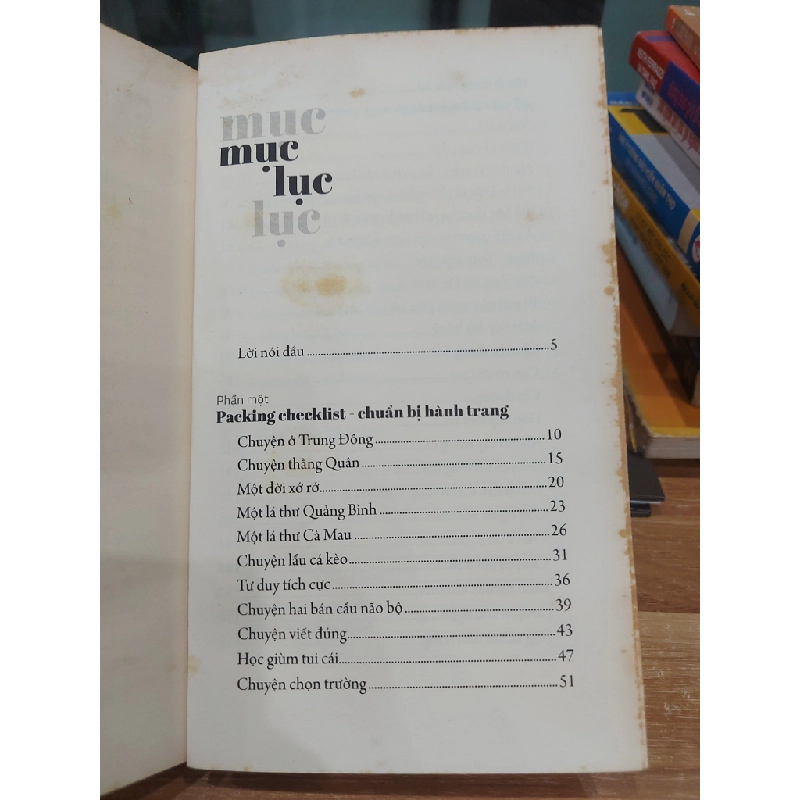 mục
mục
lục
lục
Lời nói đầu 5
Phần một
Packing checklist - chuẩn bị hành trang
Chuyện ở Trung Đông 10
Chuyện thằng Quản 15
Một đời xớ rớ 20
Một lá thư Quảng Bình 23
Một lá thư Cà Mau 26
Chuyện lẩu cá kèo 31
Tư duy tích cực 36
Chuyện hai bán cầu não bộ 39
Chuyện viết đúng 43
Học giùm tui cái 47
Chuyện chọn trường 51